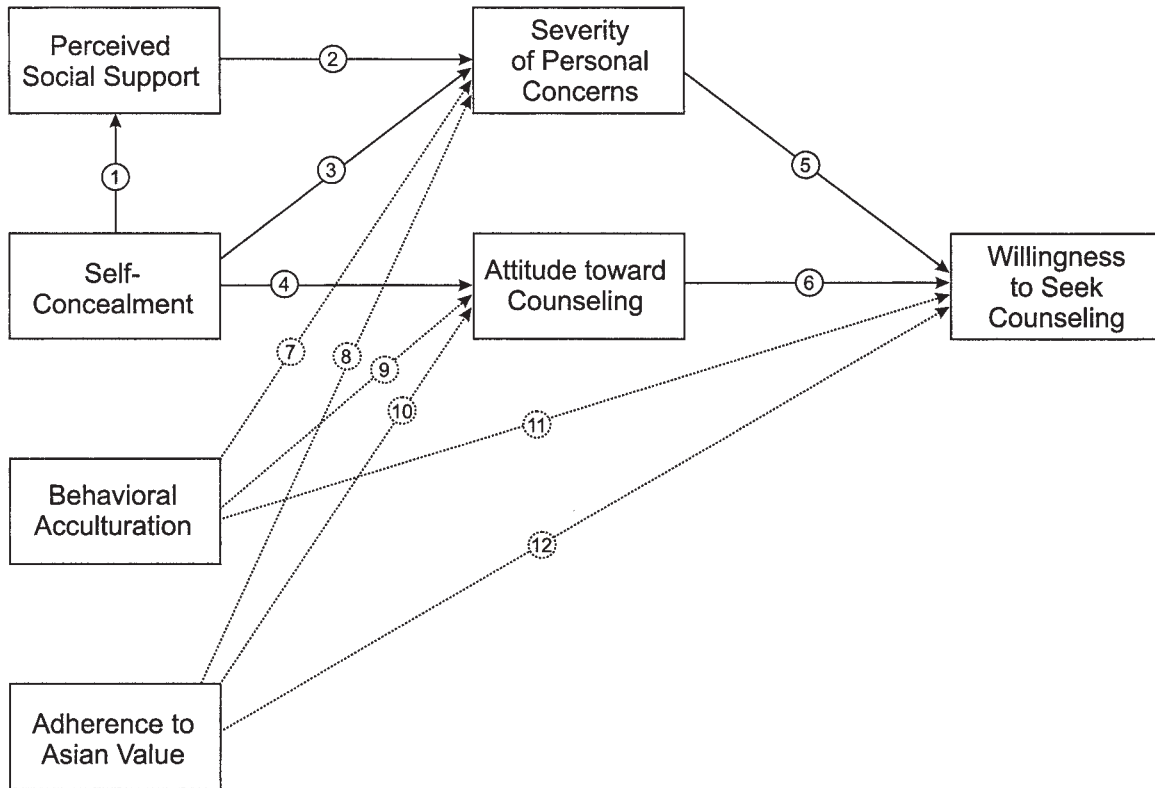 Perceived
Social Support
Severity
of Personal
Concerns
2
1
3
5
Self-
Concealment
4
Attitude toward
Counseling
6
Willingness
to Seek
Counseling
7
8
9
10
11
Behavioral
Acculturation
12
Adherence to
Asian Value